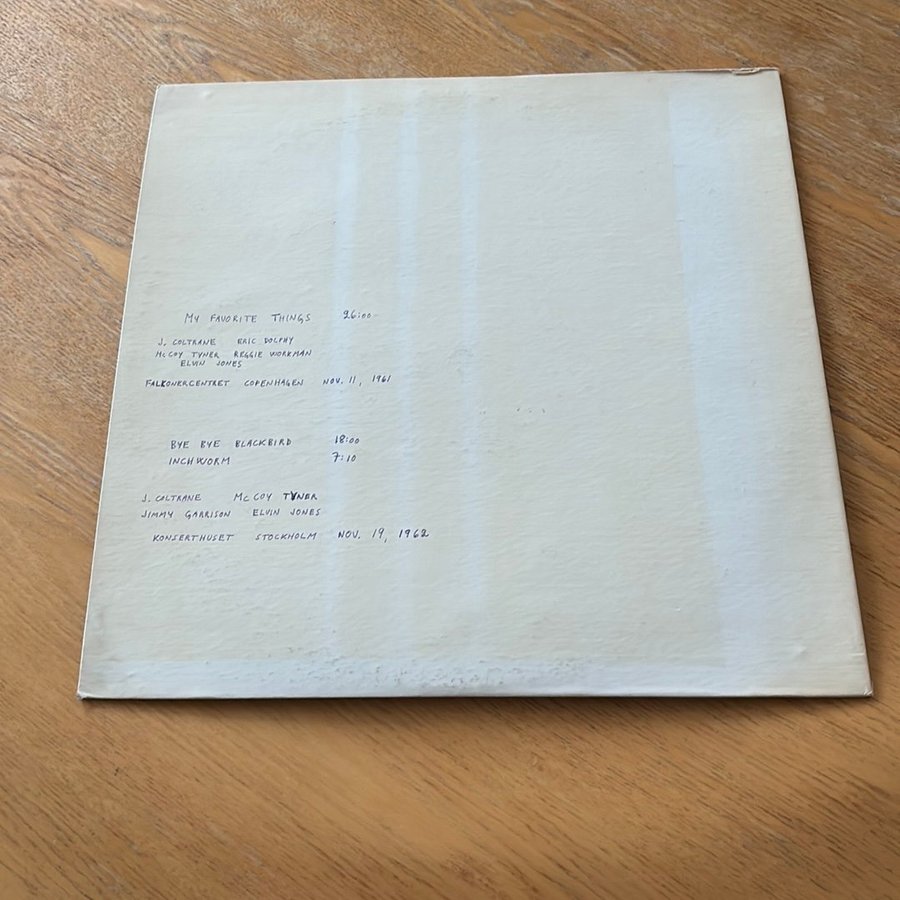 MY FAVORITE THINGS 26:00
J. COLTRANE ERIC DOLPHY
McCOY TYNER REGGIE WORKMAN
ELVIN JONES
FALKONERCENTRET COPENHAGEN NOV. 11, 1961
BYE BYE BLACKBIRD 18:00
INCHWORM 7:10
J. COLTRANE McCOY TYNER
JIMMY GARRISON ELVIN JONES
KONSERTHUSET STOCKHOLM NOV. 19, 1962